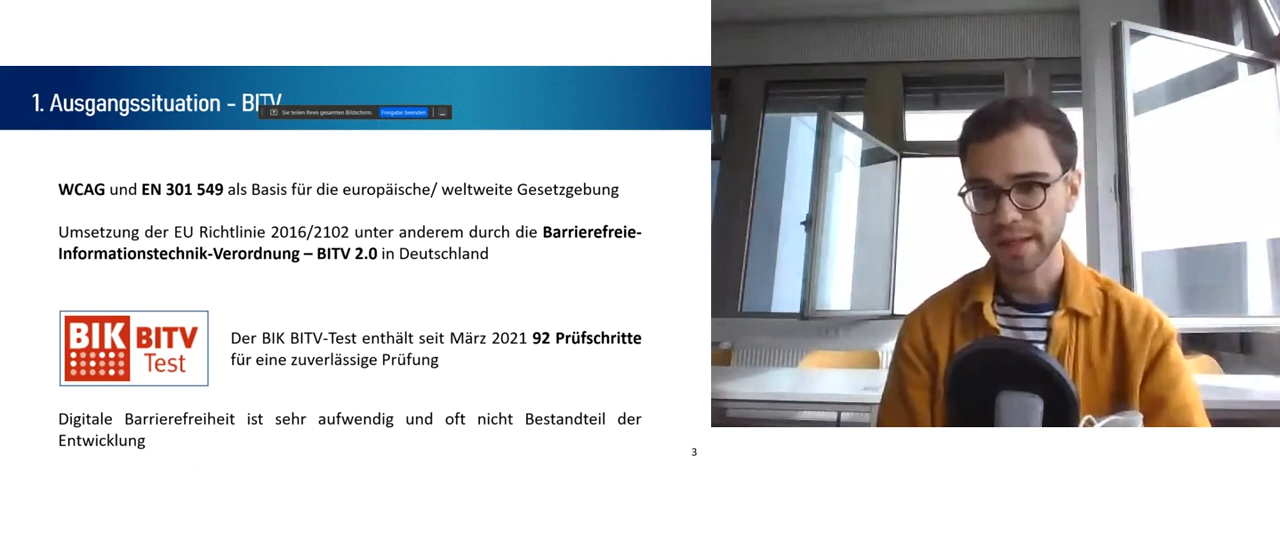 1. Ausgangssituation - BITV
Sie teilen Ihren gesamten Bildschirm.
Freigabe beenden
WCAG und EN 301 549 als Basis für die europäische/ weltweite Gesetzgebung
Umsetzung der EU Richtlinie 2016/2102 unter anderem durch die Barrierefreie-
Informationstechnik-Verordnung – BITV 2.0 in Deutschland
BIK BITV
Test
Der BIK BITV-Test enthält seit März 2021 92 Prüfschritte
für eine zuverlässige Prüfung
Digitale Barrierefreiheit ist sehr aufwendig und oft nicht Bestandteil der
Entwicklung
3